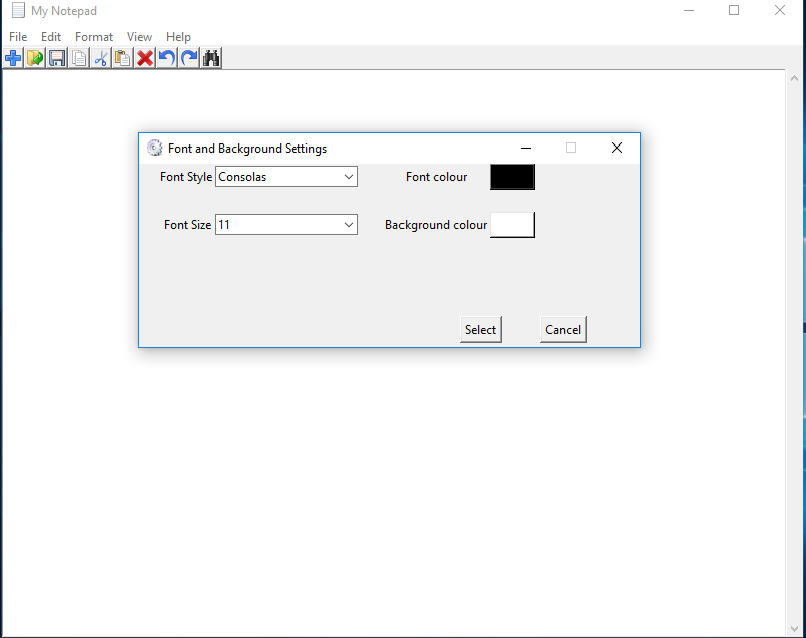 My Notepad
File Edit Format View Help
Font and Background Settings
Font Style Consolas Font colour
Font Size 11 Background colour
Select Cancel